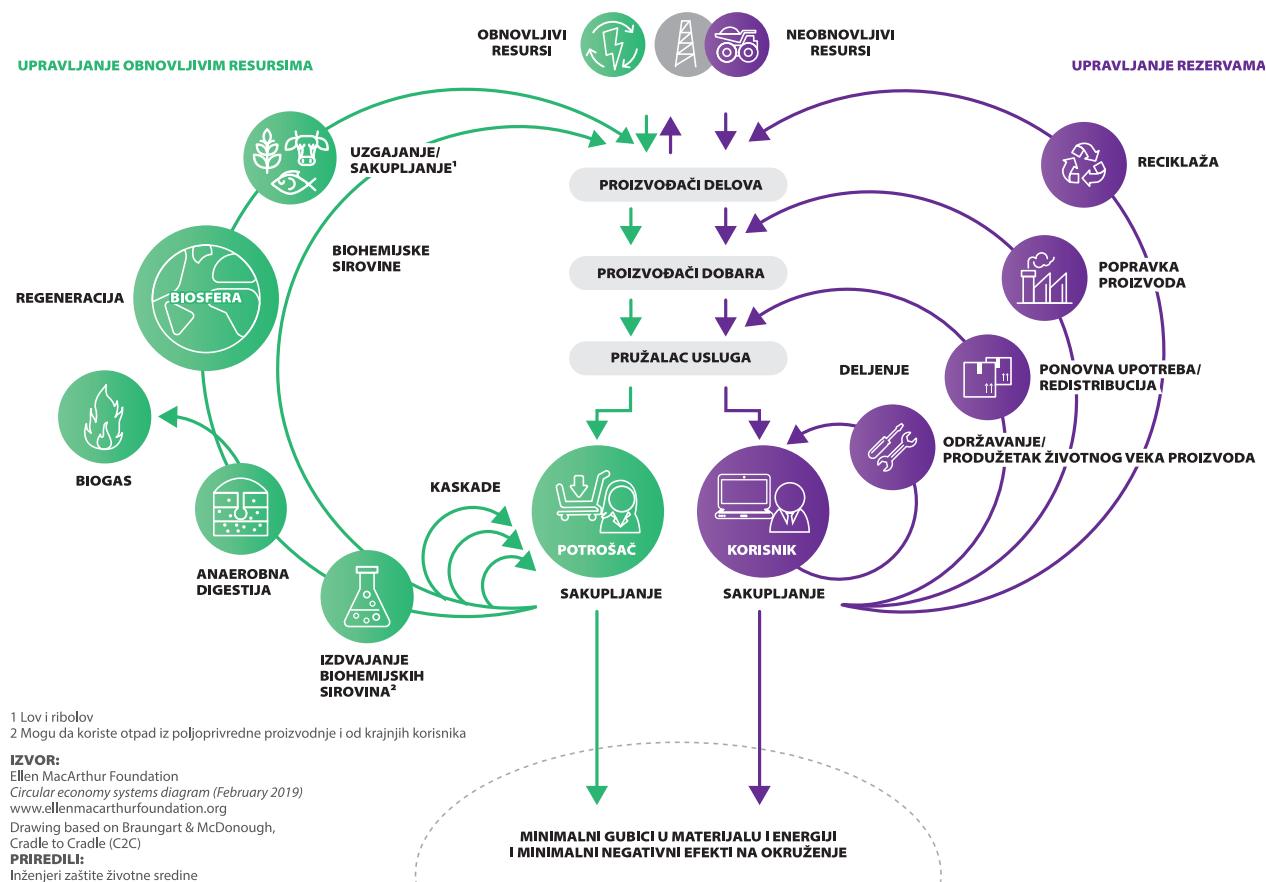 OBNOVLJIVI
RESURSI
NEOBNOVLJIVI
RESURSI
UPRAVLJANJE OBNOVLJIVIM RESURSIMA
UPRAVLJANJE REZERVAMA
UZGAJANJE/
SAKUPLJANJE¹
RECIKLAŽA
PROIZVOĐAČI DELOVA
BIOHEMIJSKE
SIROVINE
PROIZVOĐAČI DOBARA
POPRAVKA
PROIZVODA
REGENERACIJA
BIOSFERA
PRUŽALAC USLUGA
DELJENJE
PONOVNA UPOTREBA/
REDISTRIBUCIJA
ODRŽAVANJE/
PRODUŽETAK ŽIVOTNOG VEKA PROIZVODA
BIOGAS
KASKADE
POTROŠAČ
KORISNIK
ANAEROBNA
DIGESTIJA
SAKUPLJANJE
SAKUPLJANJE
IZDVAJANJE
BIOHEMIJSKIH
SIROVINA²
1 Lov i ribolov
2 Mogu da koriste otpad iz poljoprivredne proizvodnje i od krajnjih korisnika
IZVOR:
Ellen MacArthur Foundation
Circular economy systems diagram (February 2019)
www.ellenmacarthurfoundation.org
Drawing based on Braungart & McDonough,
Cradle to Cradle (C2C)
PRIREDILI:
Inženjeri zaštite životne sredine
MINIMALNI GUBICI U MATERIJALU I ENERGIJI
I MINIMALNI NEGATIVNI EFEKTI NA OKRUŽENJE